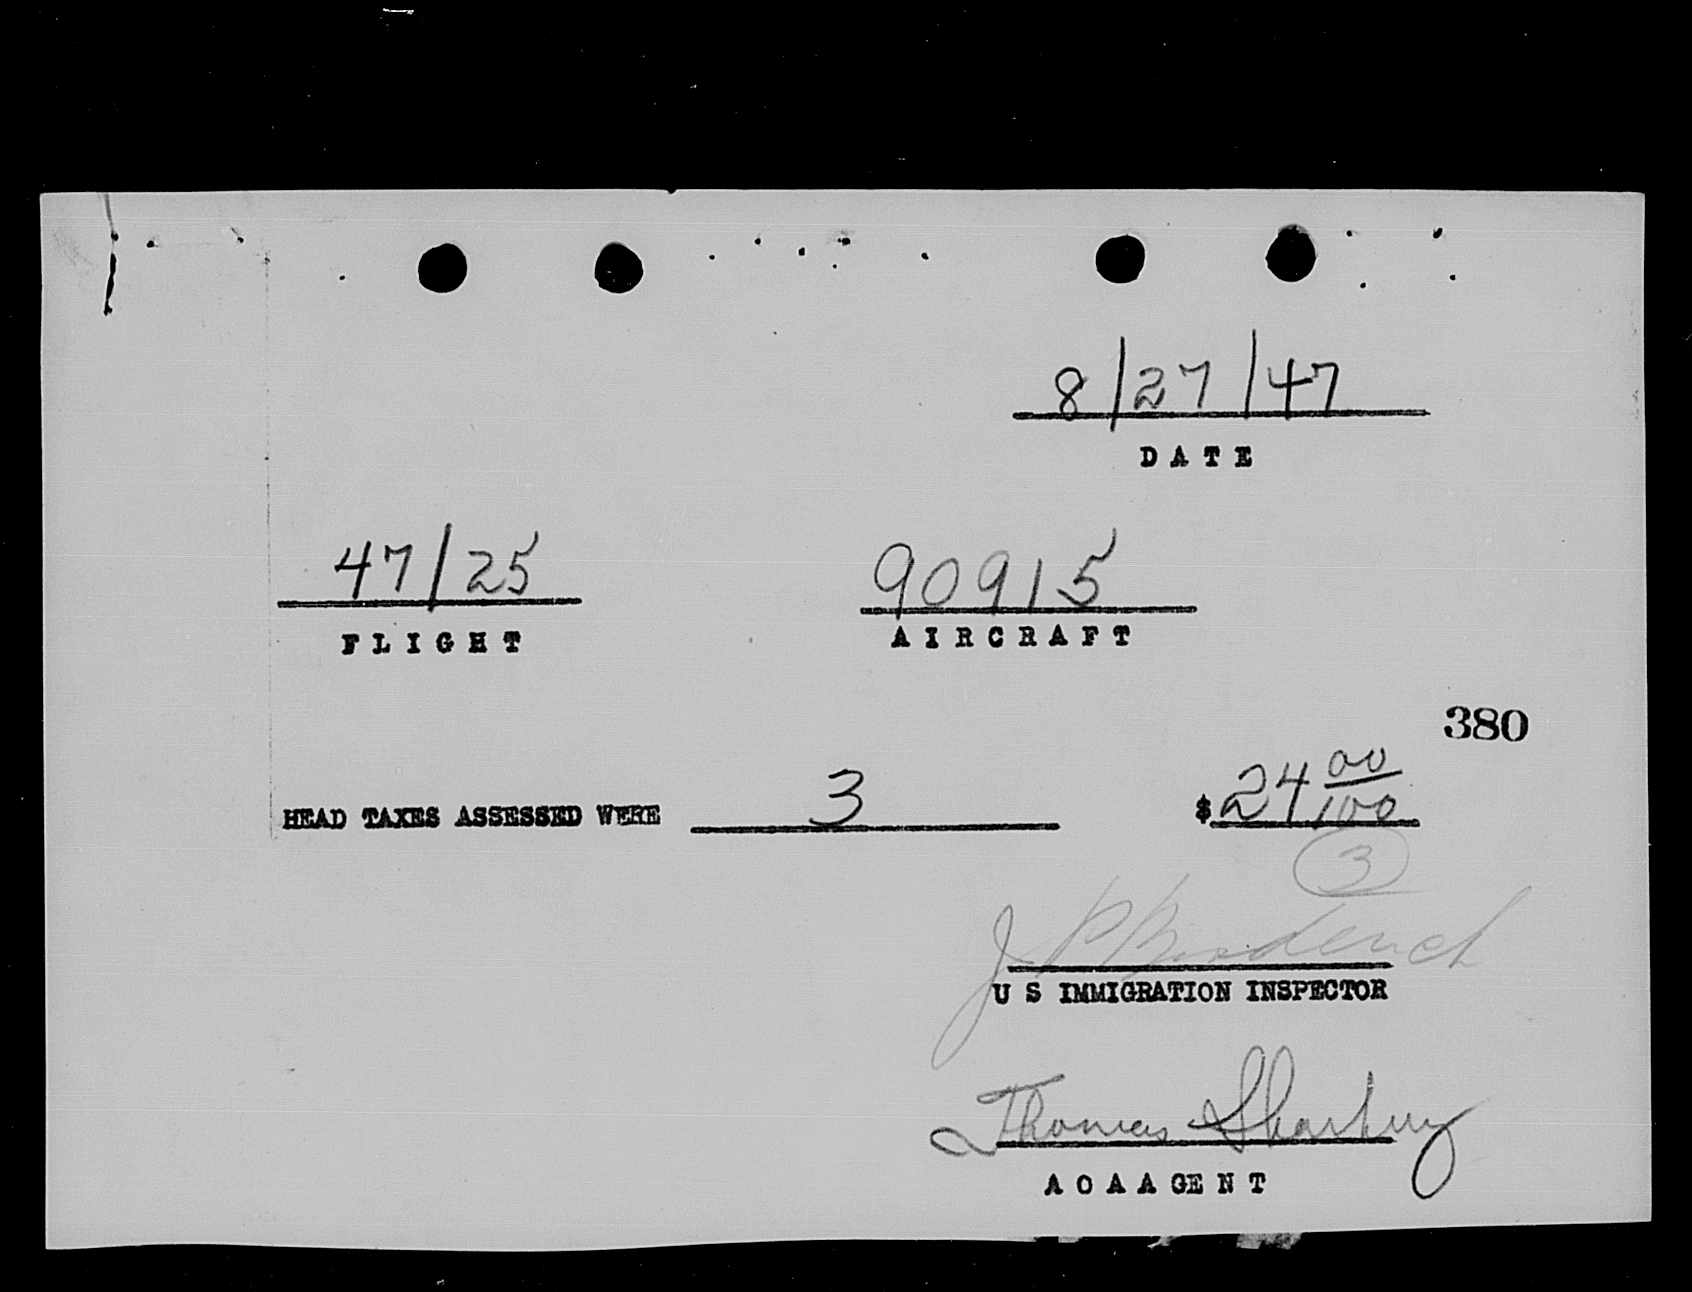 8/27/47
DATE
47/25 90915
FLIGHT AIRCRAFT
380
HEAD TAXES ASSESSED WERE 3 $24 00/100
3
J P
U S IMMIGRATION INSPECTOR
Thomas Sharkey
A O A AGENT